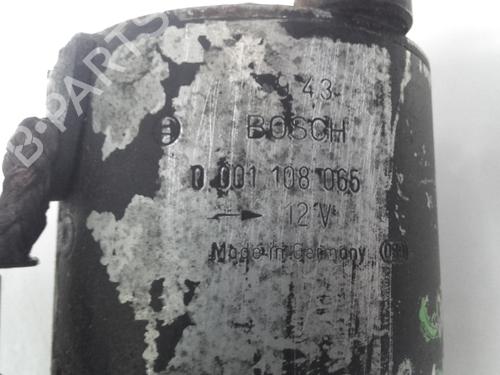 943
BOSCH
0 001 108 065
12V
Made in Germany
B-PARTS